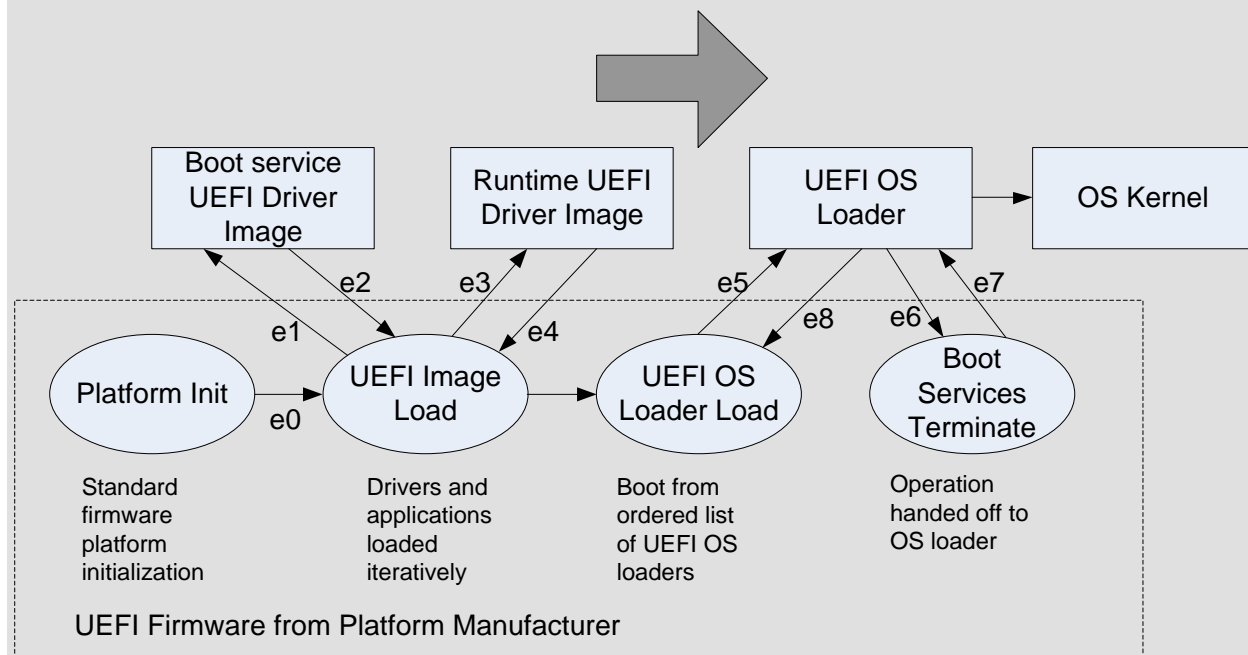 Boot service
UEFI Driver
Image
Runtime UEFI
Driver Image
UEFI OS
Loader
OS Kernel
e1
e2
e3
e4
e5
e8
e6
e7
Platform Init
e0
UEFI Image
Load
UEFI OS
Loader Load
Boot
Services
Terminate
Standard
firmware
platform
initialization
Drivers and
applications
loaded
iteratively
Boot from
ordered list
of UEFI OS
loaders
Operation
handed off to
OS loader
UEFI Firmware from Platform Manufacturer